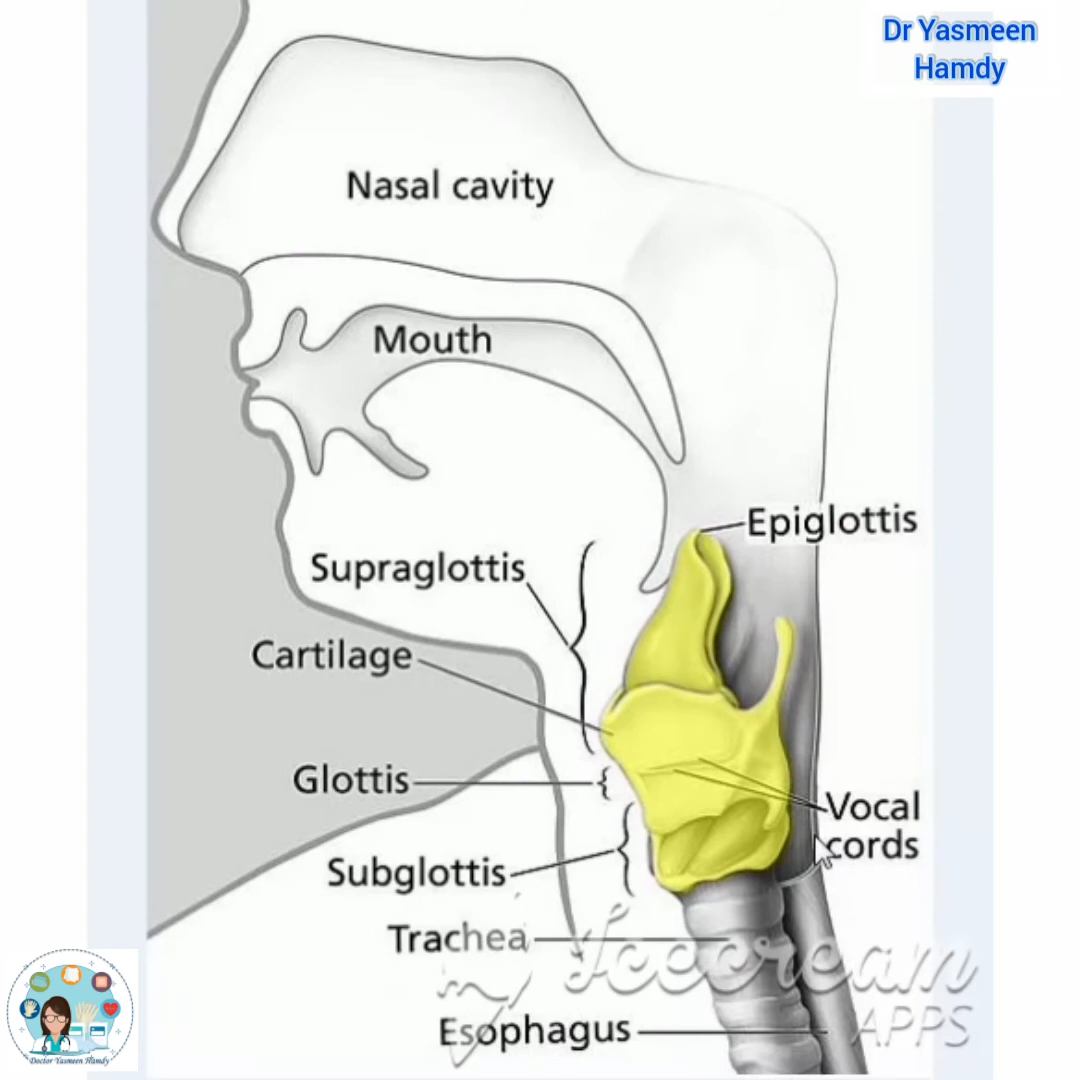 Dr Yasmeen
Hamdy
Nasal cavity
Mouth
Epiglottis
Supraglottis
Cartilage
Glottis
Vocal
cords
Subglottis
Trachea
my Icecream
Esophagus
APPS
Doctor Yasmeen Hamdy